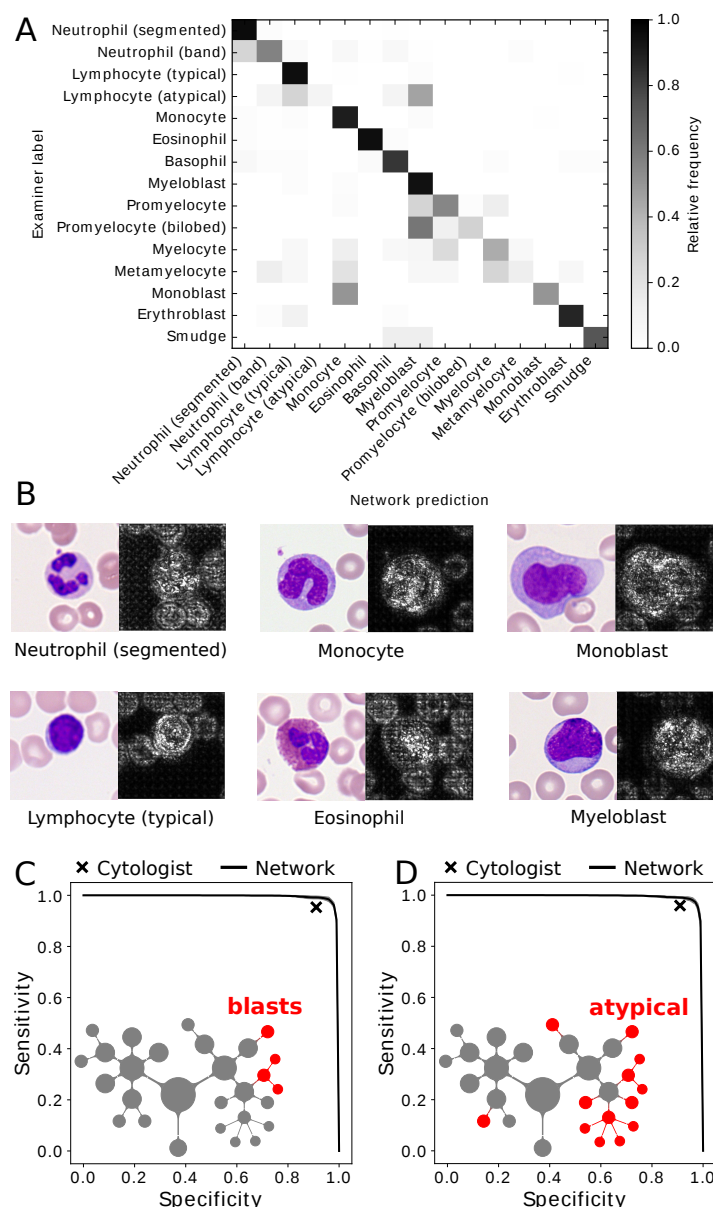 A
Examiner label
Neutrophil (segmented)
Neutrophil (band)
Lymphocyte (typical)
Lymphocyte (atypical)
Monocyte
Eosinophil
Basophil
Myeloblast
Promyelocyte
Promyelocyte (bilobed)
Myelocyte
Metamyelocyte
Monoblast
Erythroblast
Smudge
Neutrophil (segmented)
Neutrophil (band)
Lymphocyte (typical)
Lymphocyte (atypical)
Monocyte
Eosinophil
Basophil
Myeloblast
Promyelocyte
Promyelocyte (bilobed)
Myelocyte
Metamyelocyte
Monoblast
Erythroblast
Smudge
Network prediction
1.0
0.8
0.6
0.4
0.2
0.0
Relative frequency
B
Neutrophil (segmented)
Monocyte
Monoblast
Lymphocyte (typical)
Eosinophil
Myeloblast
C
Cytologist
Network
Sensitivity
1.0
0.8
0.6
0.4
0.2
0.0
blasts
0.0 0.2 0.4 0.6 0.8 1.0
Specificity
D
Cytologist
Network
Sensitivity
1.0
0.8
0.6
0.4
0.2
0.0
atypical
0.0 0.2 0.4 0.6 0.8 1.0
Specificity